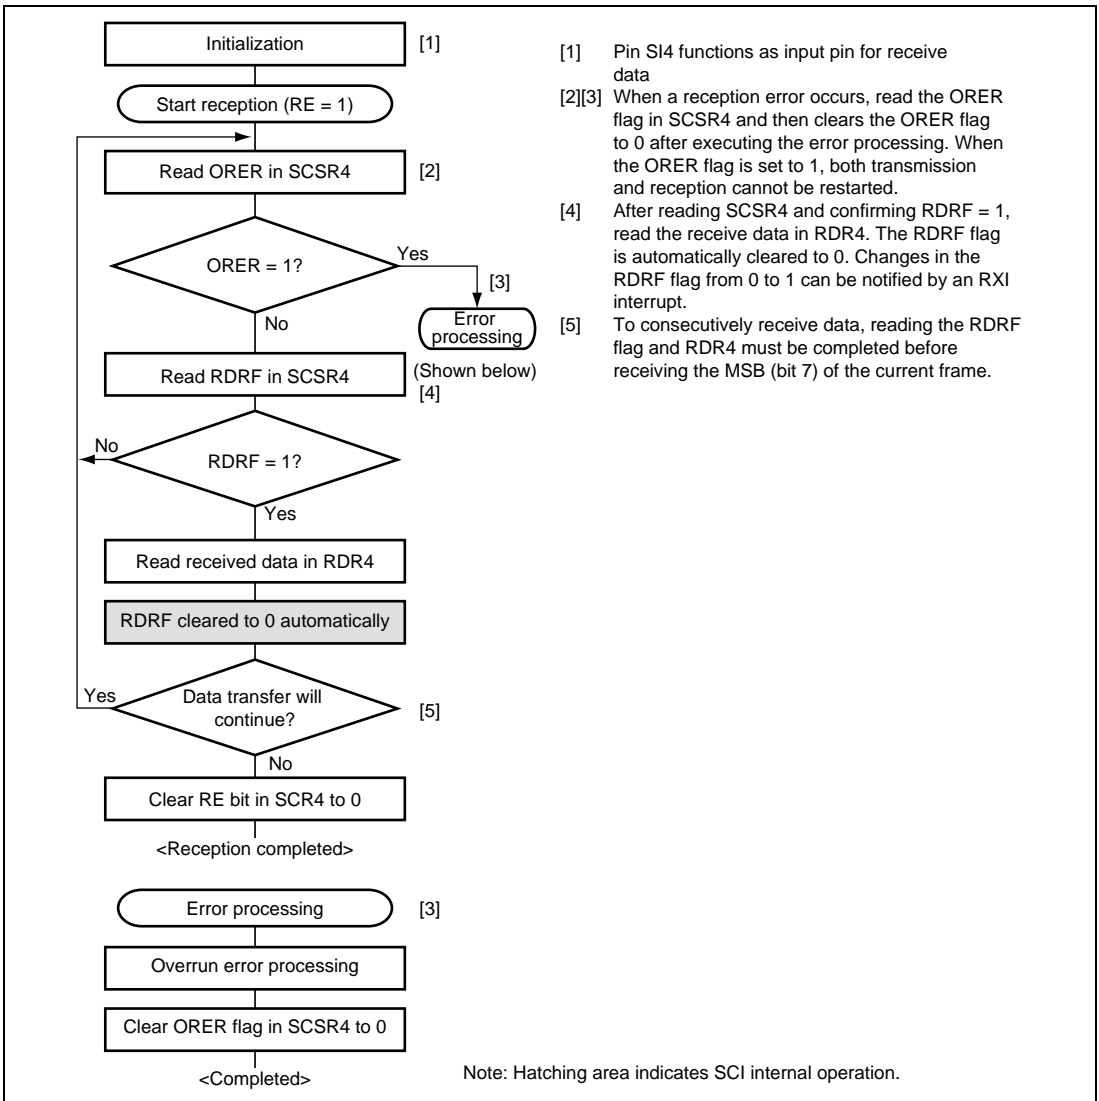 Initialization
[1]
Start reception (RE = 1)
Read ORER in SCSR4
[2]
ORER = 1?
Yes
[3]
Error
processing
(Shown below)
No
Read RDRF in SCSR4
[4]
No
RDRF = 1?
Yes
Read received data in RDR4
RDRF cleared to 0 automatically
Yes
Data transfer will
continue?
[5]
No
Clear RE bit in SCR4 to 0
<Reception completed>
Error processing
[3]
Overrun error processing
Clear ORER flag in SCSR4 to 0
<Completed>
[1] Pin SI4 functions as input pin for receive
data
[2][3] When a reception error occurs, read the ORER
flag in SCSR4 and then clears the ORER flag
to 0 after executing the error processing. When
the ORER flag is set to 1, both transmission
and reception cannot be restarted.
[4] After reading SCSR4 and confirming RDRF = 1,
read the receive data in RDR4. The RDRF flag
is automatically cleared to 0. Changes in the
RDRF flag from 0 to 1 can be notified by an RXI
interrupt.
[5] To consecutively receive data, reading the RDRF
flag and RDR4 must be completed before
receiving the MSB (bit 7) of the current frame.
Note: Hatching area indicates SCI internal operation.